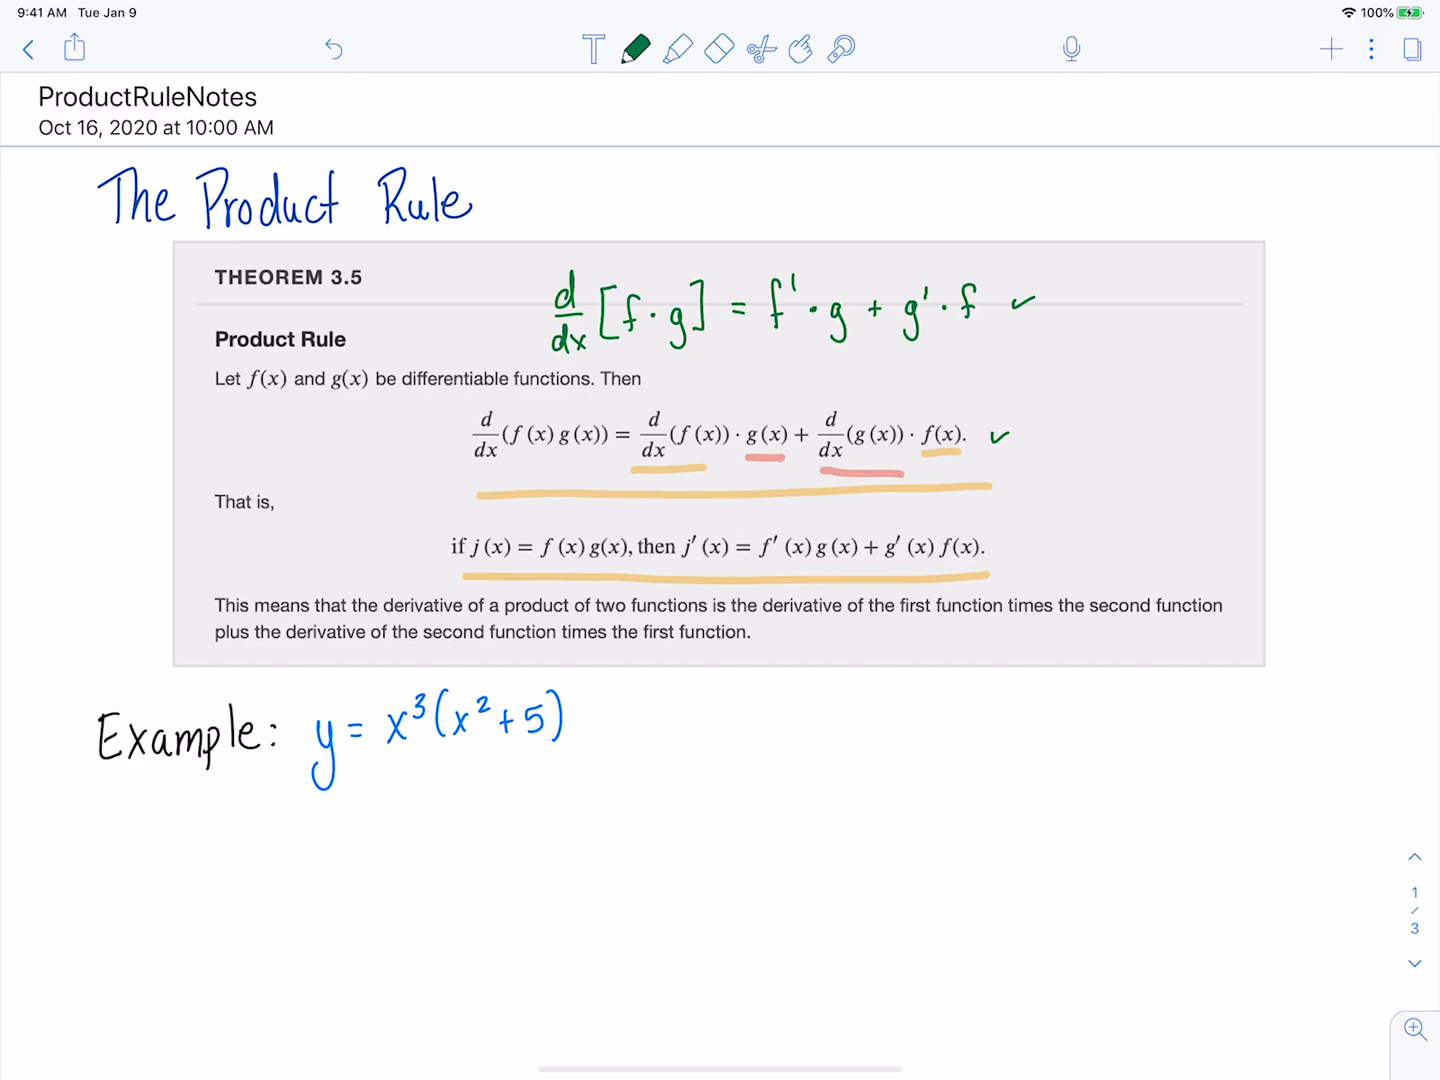 9:41 AM Tue Jan 9 100%
T
ProductRuleNotes
Oct 16, 2020 at 10:00 AM
The Product Rule
THEOREM 3.5
d/dx [f · g] = f' · g + g' · f ✓
Product Rule
Let f(x) and g(x) be differentiable functions. Then
d/dx (f (x) g (x)) = d/dx (f (x)) · g (x) + d/dx (g (x)) · f(x). ✓
That is,
if j (x) = f (x) g(x), then j′ (x) = f′ (x) g (x) + g′ (x) f(x).
This means that the derivative of a product of two functions is the derivative of the first function times the second function
plus the derivative of the second function times the first function.
Example: y = x³(x² + 5)
1
/
3